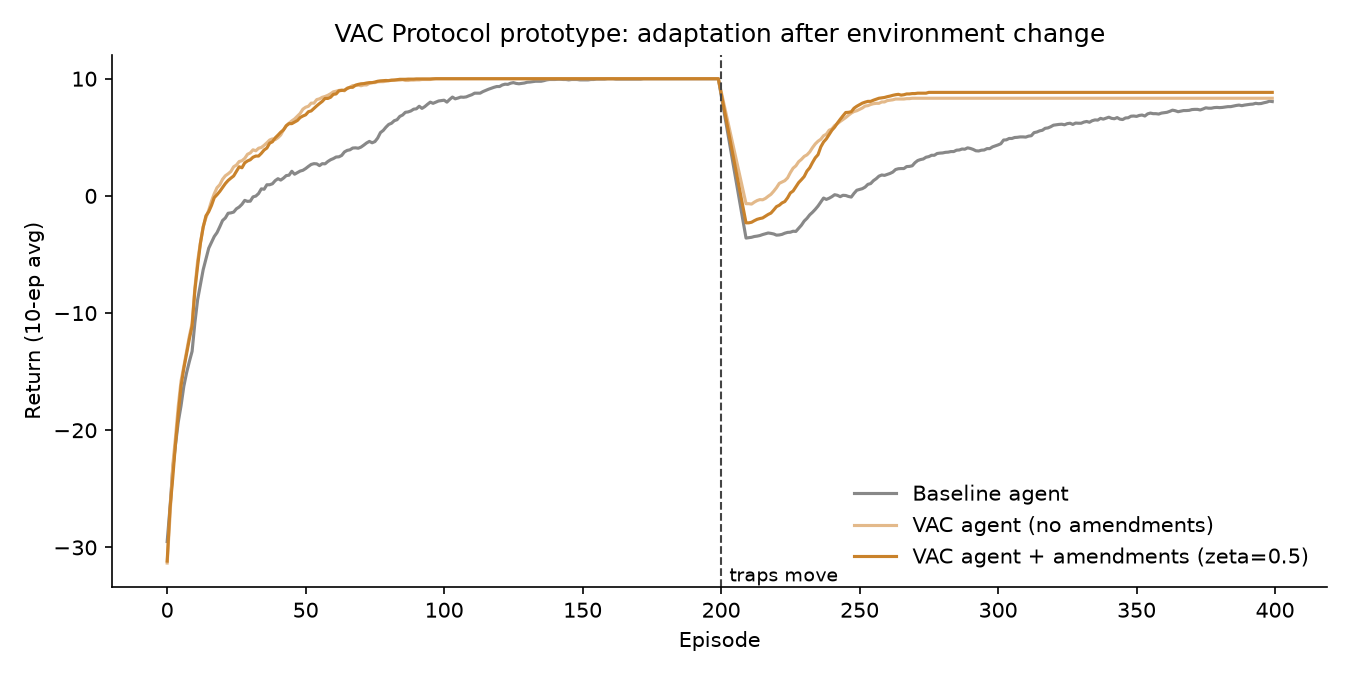 VAC Protocol prototype: adaptation after environment change
Return (10-ep avg)
10
0
−10
−20
−30
Baseline agent
VAC agent (no amendments)
VAC agent + amendments (zeta=0.5)
traps move
0 50 100 150 200 250 300 350 400
Episode